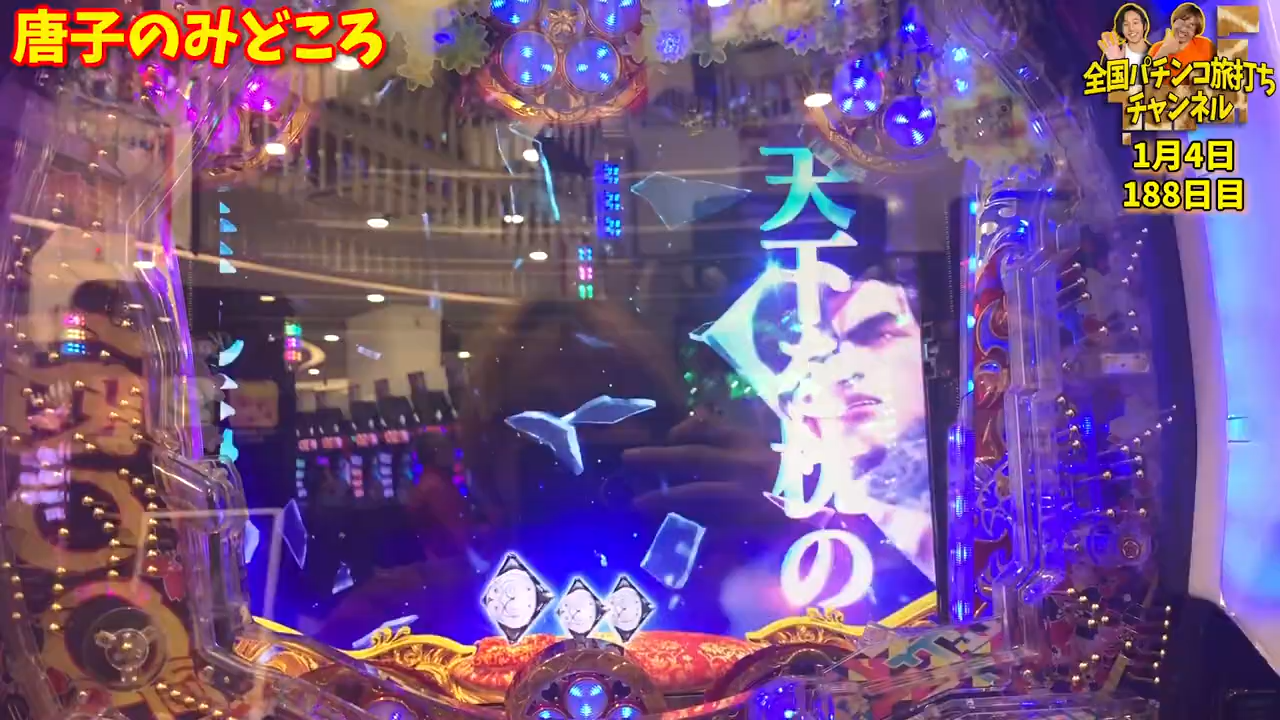 唐子のみどころ
全国パチンコ旅打ち
チャンネル
1月4日
188日目
天下
の